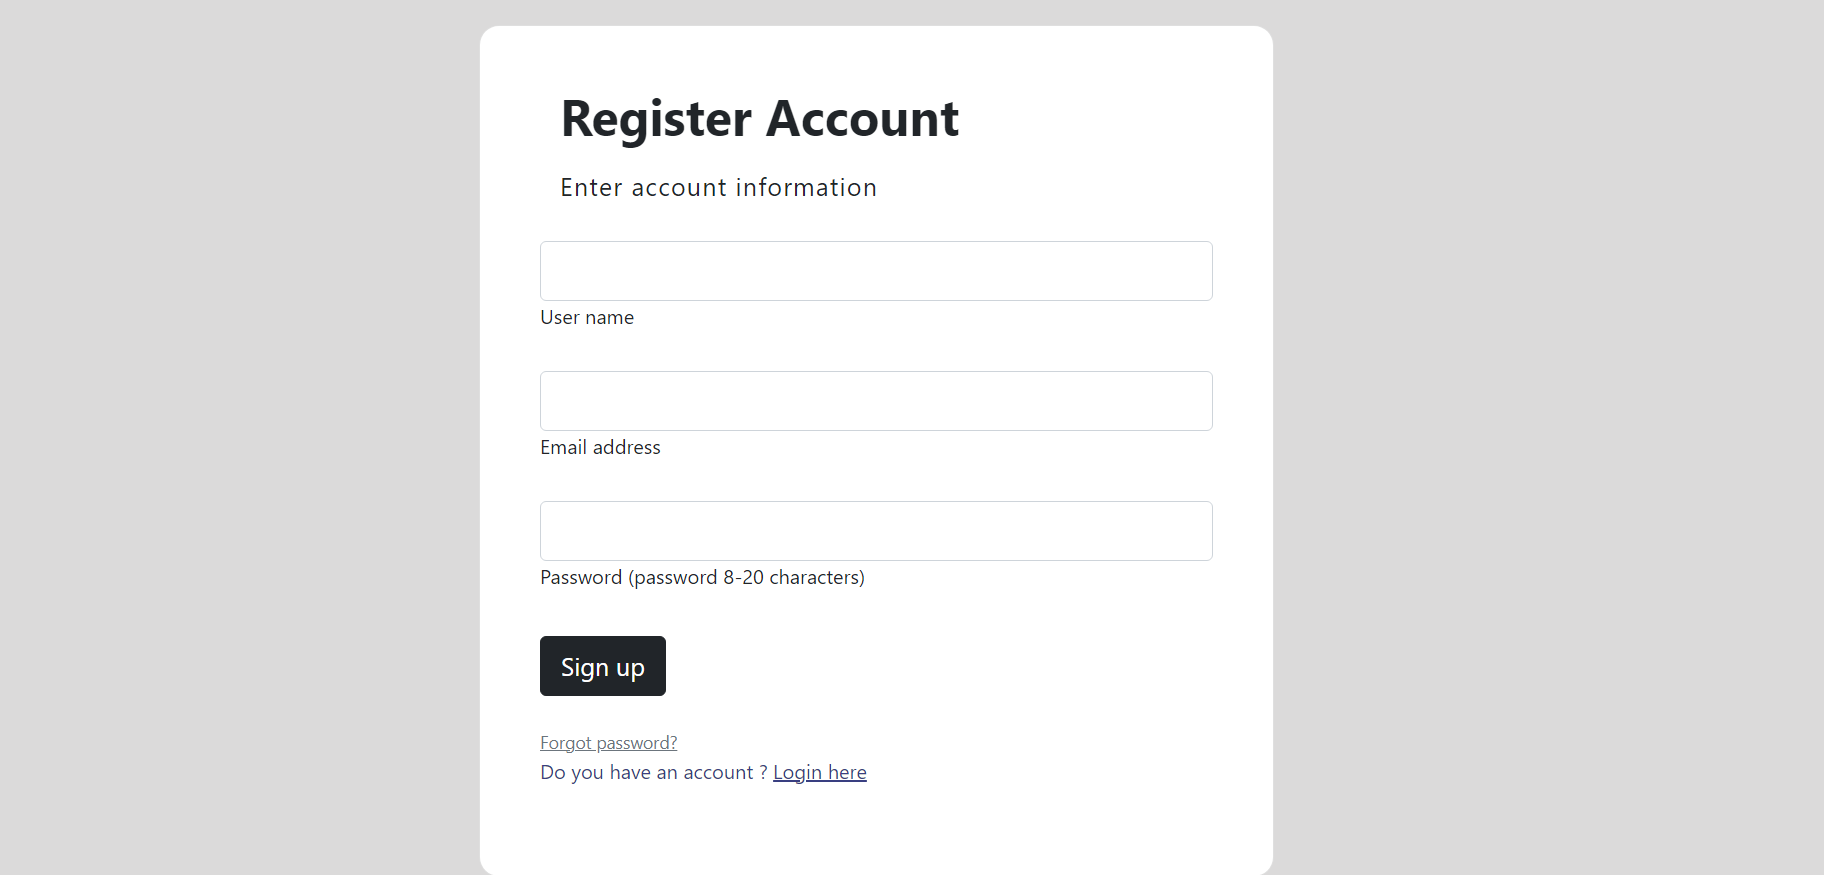 Register Account
Enter account information
User name
Email address
Password (password 8-20 characters)
Sign up
Forgot password?
Do you have an account ? Login here